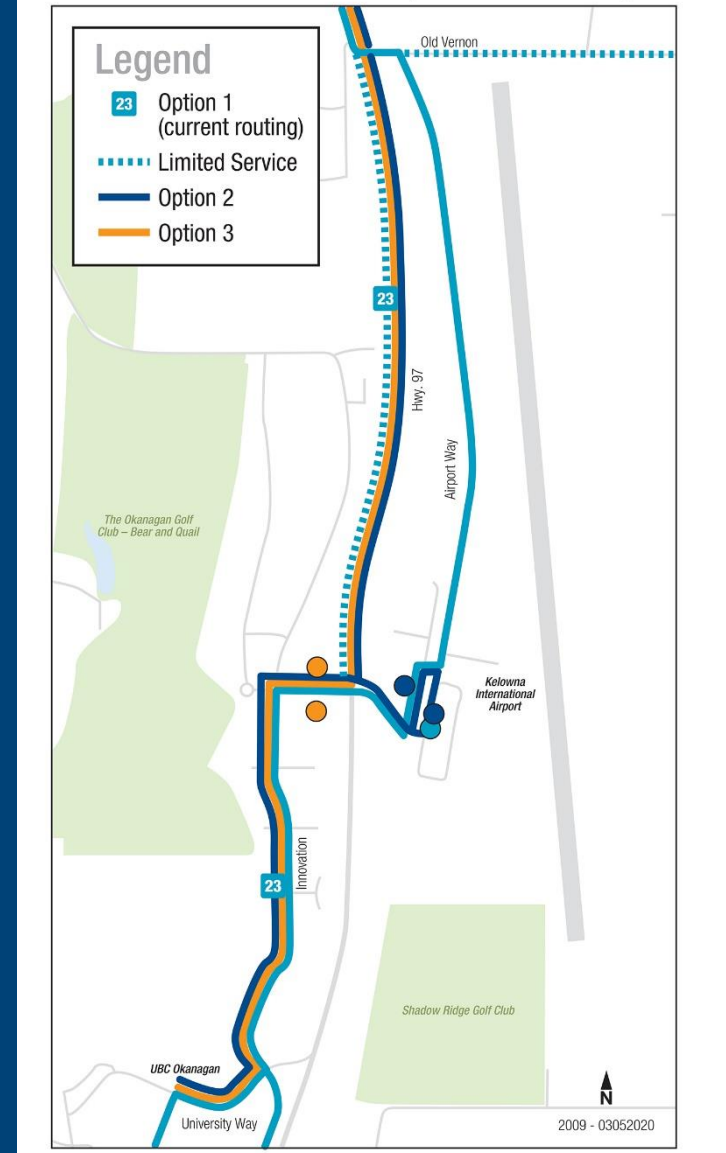 Legend
23 Option 1
(current routing)
Limited Service
Option 2
Option 3
Old Vernon
23
Hwy. 97
Airport Way
The Okanagan Golf
Club – Bear and Quail
Kelowna
International
Airport
Innovation
23
Shadow Ridge Golf Club
UBC Okanagan
University Way
N
2009 - 03052020